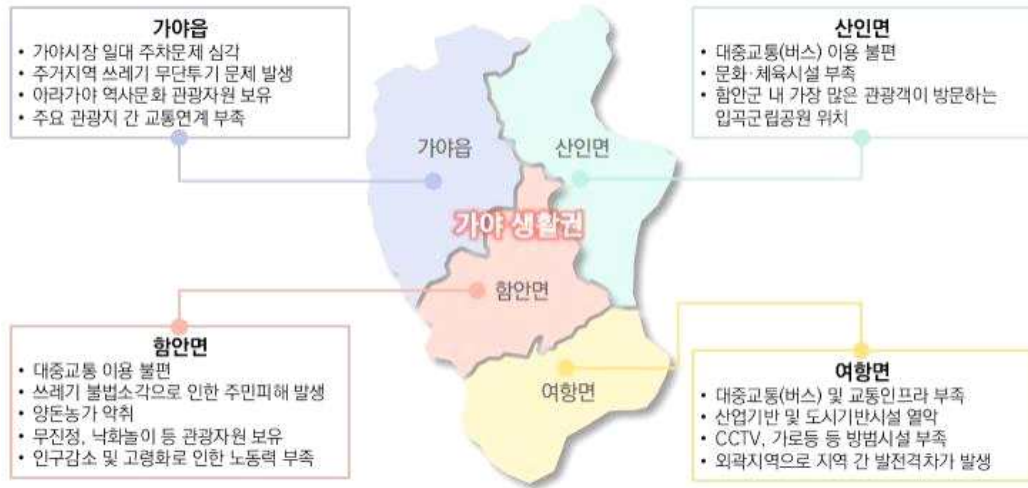 가야읍
• 가야시장 일대 주차문제 심각
• 주거지역 쓰레기 무단투기 문제 발생
• 아라가야 역사문화 관광자원 보유
• 주요 관광지 간 교통연계 부족
산인면
• 대중교통(버스) 이용 불편
• 문화·체육시설 부족
• 함안군 내 가장 많은 관광객이 방문하는
입곡군립공원 위치
가야읍
산인면
가야 생활권
함안면
여항면
함안면
• 대중교통 이용 불편
• 쓰레기 불법소각으로 인한 주민피해 발생
• 양돈농가 악취
• 무진정, 낙화놀이 등 관광자원 보유
• 인구감소 및 고령화로 인한 노동력 부족
여항면
• 대중교통(버스) 및 교통인프라 부족
• 산업기반 및 도시기반시설 열악
• CCTV, 가로등 등 방범시설 부족
• 외곽지역으로 지역 간 발전격차가 발생